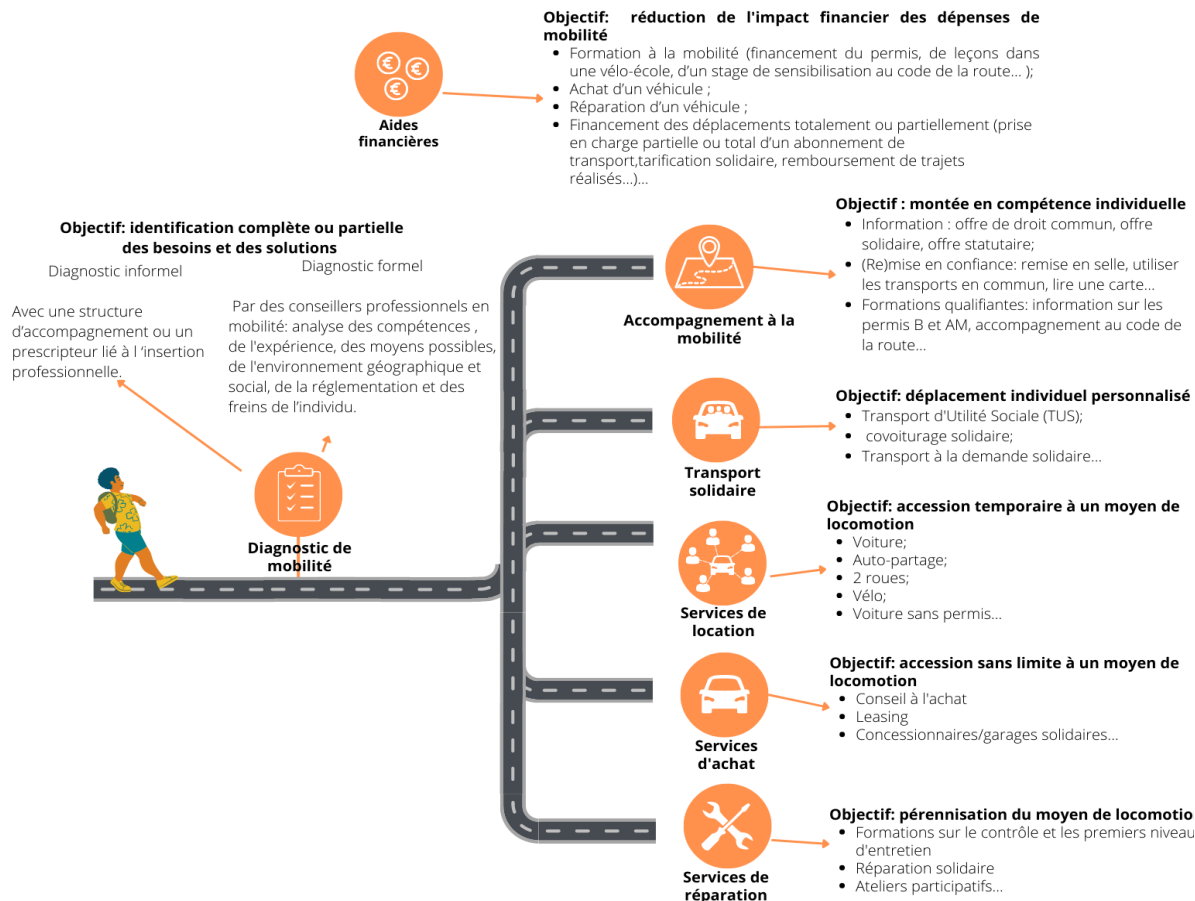 Objectif: réduction de l'impact financier des dépenses de
mobilité
Formation à la mobilité (financement du permis, de leçons dans
une vélo-école, d’un stage de sensibilisation au code de la route... );
Achat d’un véhicule ;
Réparation d’un véhicule ;
Financement des déplacements totalement ou partiellement (prise
en charge partielle ou total d’un abonnement de
transport,tarification solidaire, remboursement de trajets
réalisés...)...
Aides
financières
Objectif: identification complète ou partielle
des besoins et des solutions
Diagnostic informel
Avec une structure
d’accompagnement ou un
prescripteur lié à l ‘insertion
professionnelle.
Diagnostic formel
Par des conseillers professionnels en
mobilité: analyse des compétences ,
de l'expérience, des moyens possibles,
de l'environnement géographique et
social, de la réglementation et des
freins de l’individu.
Diagnostic de
mobilité
Accompagnement à la
mobilité
Objectif : montée en compétence individuelle
Information : offre de droit commun, offre
solidaire, offre statutaire;
(Re)mise en confiance: remise en selle, utiliser
les transports en commun, lire une carte...
Formations qualifiantes: information sur les
permis B et AM, accompagnement au code de
la route...
Transport
solidaire
Objectif: déplacement individuel personnalisé
Transport d'Utilité Sociale (TUS);
covoiturage solidaire;
Transport à la demande solidaire...
Services de
location
Objectif: accession temporaire à un moyen de
locomotion
Voiture;
Auto-partage;
2 roues;
Vélo;
Voiture sans permis...
Services
d'achat
Objectif: accession sans limite à un moyen de
locomotion
Conseil à l'achat
Leasing
Concessionnaires/garages solidaires...
Services de
réparation
Objectif: pérennisation du moyen de locomotio
Formations sur le contrôle et les premiers niveau
d'entretien
Réparation solidaire
Ateliers participatifs...